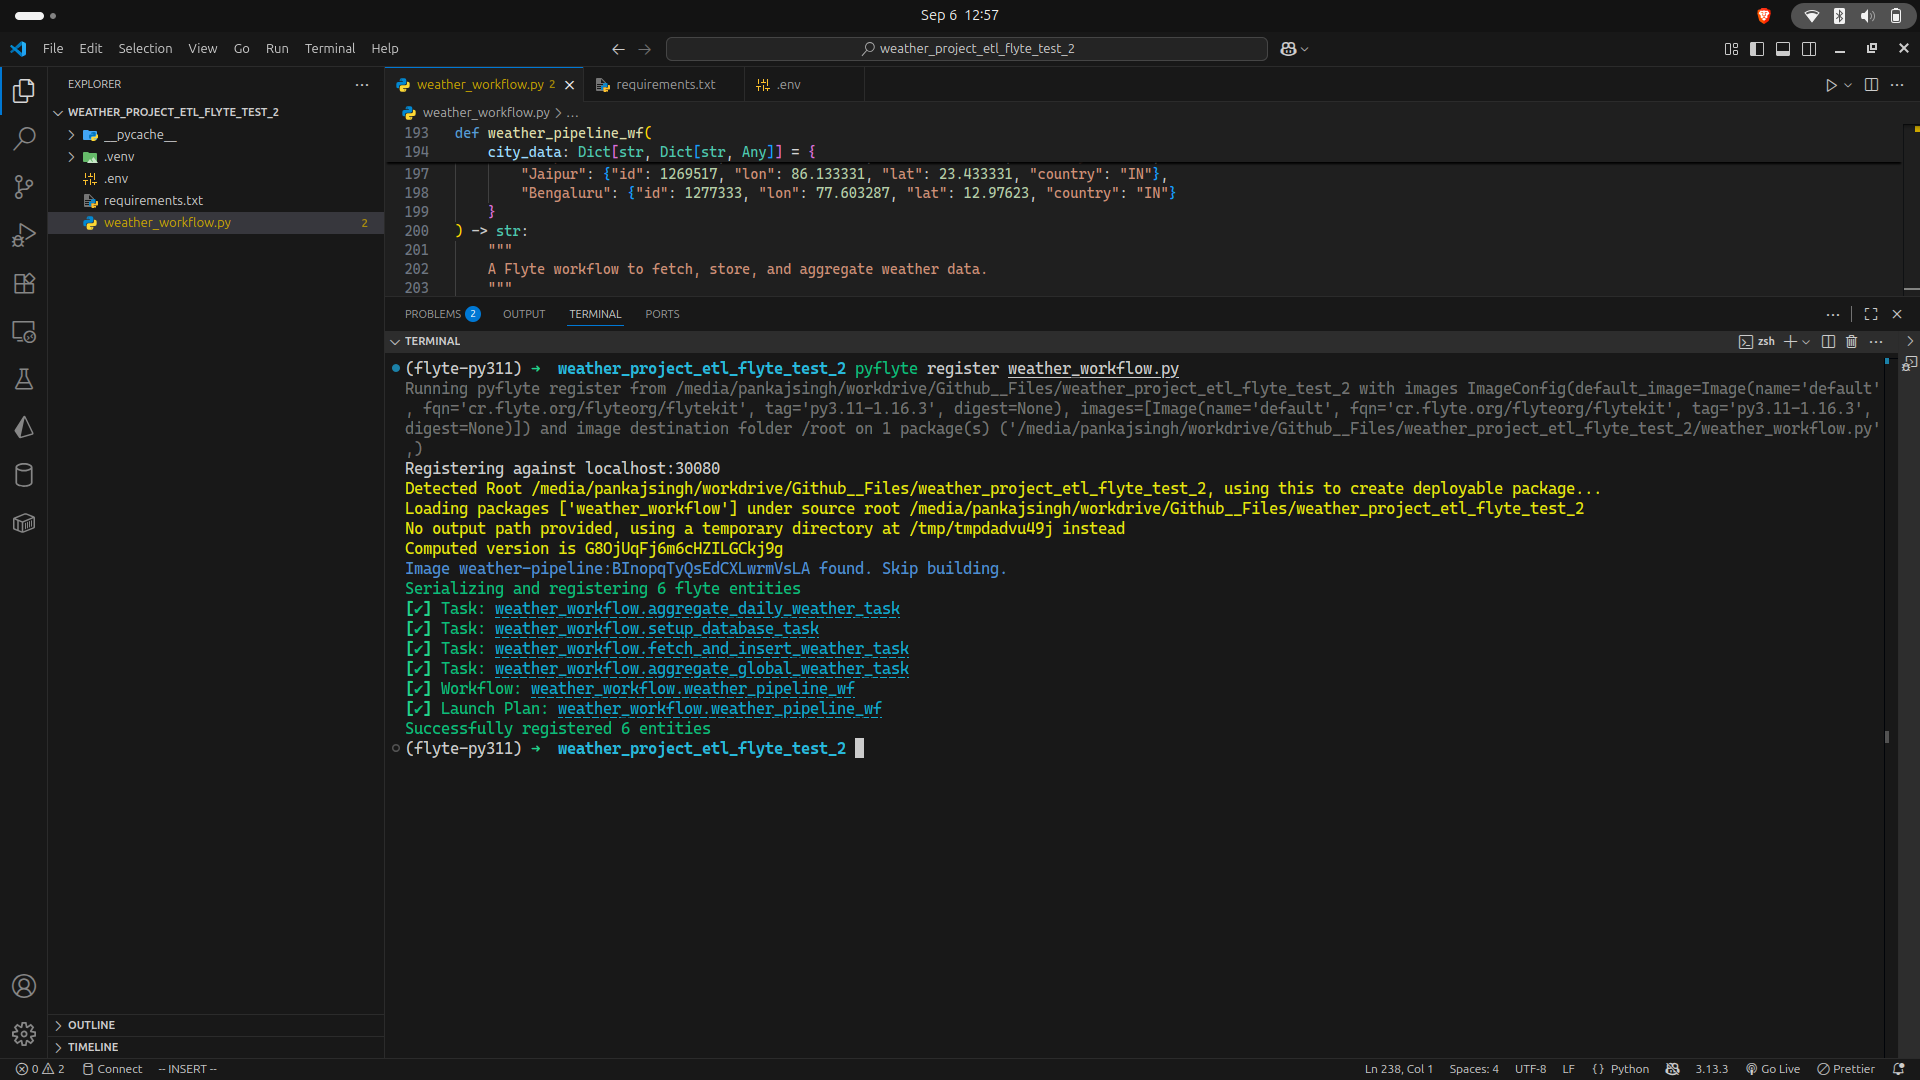 Sep 6 12:57
File Edit Selection View Go Run Terminal Help
weather_project_etl_flyte_test_2
EXPLORER
WEATHER_PROJECT_ETL_FLYTE_TEST_2
__pycache__
.venv
.env
requirements.txt
weather_workflow.py 2
OUTLINE
TIMELINE
weather_workflow.py 2
requirements.txt
.env
weather_workflow.py > ...
193 def weather_pipeline_wf(
194 city_data: Dict[str, Dict[str, Any]] = {
197 "Jaipur": {"id": 1269517, "lon": 86.133331, "lat": 23.433331, "country": "IN"},
198 "Bengaluru": {"id": 1277333, "lon": 77.603287, "lat": 12.97623, "country": "IN"}
199 }
200 ) -> str:
201 """
202 A Flyte workflow to fetch, store, and aggregate weather data.
203 """
PROBLEMS 2 OUTPUT TERMINAL PORTS
TERMINAL
zsh
(flyte-py311) → weather_project_etl_flyte_test_2 pyflyte register weather_workflow.py
Running pyflyte register from /media/pankajsingh/workdrive/Github__Files/weather_project_etl_flyte_test_2 with images ImageConfig(default_image=Image(name='default'
, fqn='cr.flyte.org/flyteorg/flytekit', tag='py3.11-1.16.3', digest=None), images=[Image(name='default', fqn='cr.flyte.org/flyteorg/flytekit', tag='py3.11-1.16.3',
digest=None)]) and image destination folder /root on 1 package(s) ('/media/pankajsingh/workdrive/Github__Files/weather_project_etl_flyte_test_2/weather_workflow.py'
,)
Registering against localhost:30080
Detected Root /media/pankajsingh/workdrive/Github__Files/weather_project_etl_flyte_test_2, using this to create deployable package...
Loading packages ['weather_workflow'] under source root /media/pankajsingh/workdrive/Github__Files/weather_project_etl_flyte_test_2
No output path provided, using a temporary directory at /tmp/tmpdadvu49j instead
Computed version is G8OjUqFj6m6cHZILGCkj9g
Image weather-pipeline:BInopqTyQsEdCXLwrmVsLA found. Skip building.
Serializing and registering 6 flyte entities
[✔] Task: weather_workflow.aggregate_daily_weather_task
[✔] Task: weather_workflow.setup_database_task
[✔] Task: weather_workflow.fetch_and_insert_weather_task
[✔] Task: weather_workflow.aggregate_global_weather_task
[✔] Workflow: weather_workflow.weather_pipeline_wf
[✔] Launch Plan: weather_workflow.weather_pipeline_wf
Successfully registered 6 entities
(flyte-py311) → weather_project_etl_flyte_test_2
0 2 Connect -- INSERT -- Ln 238, Col 1 Spaces: 4 UTF-8 LF {} Python 3.13.3 Go Live Prettier